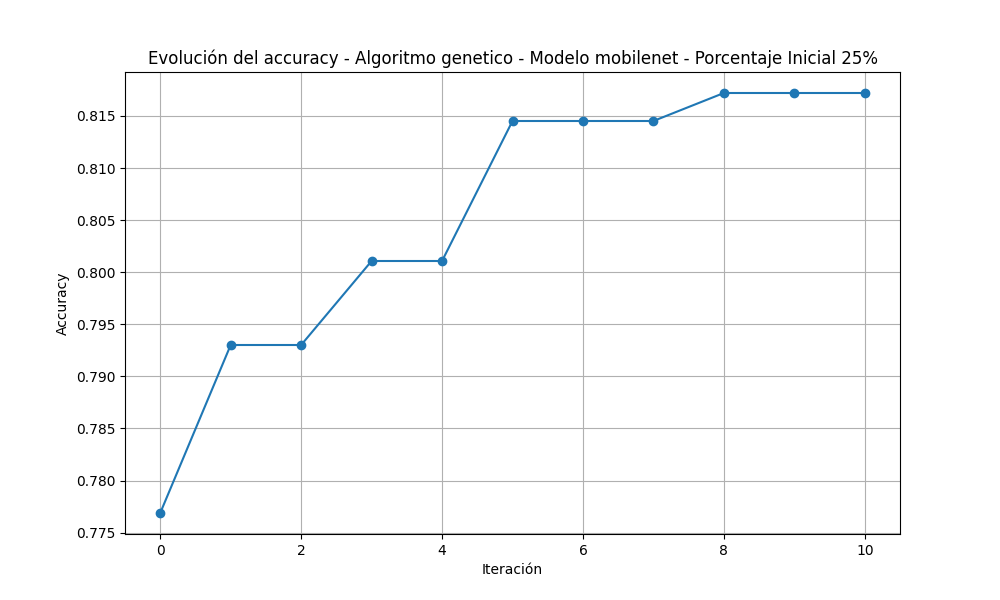 Evolución del accuracy - Algoritmo genetico - Modelo mobilenet - Porcentaje Inicial 25%
0.815
0.810
0.805
0.800
0.795
0.790
0.785
0.780
0.775
Accuracy
0 2 4 6 8 10
Iteración